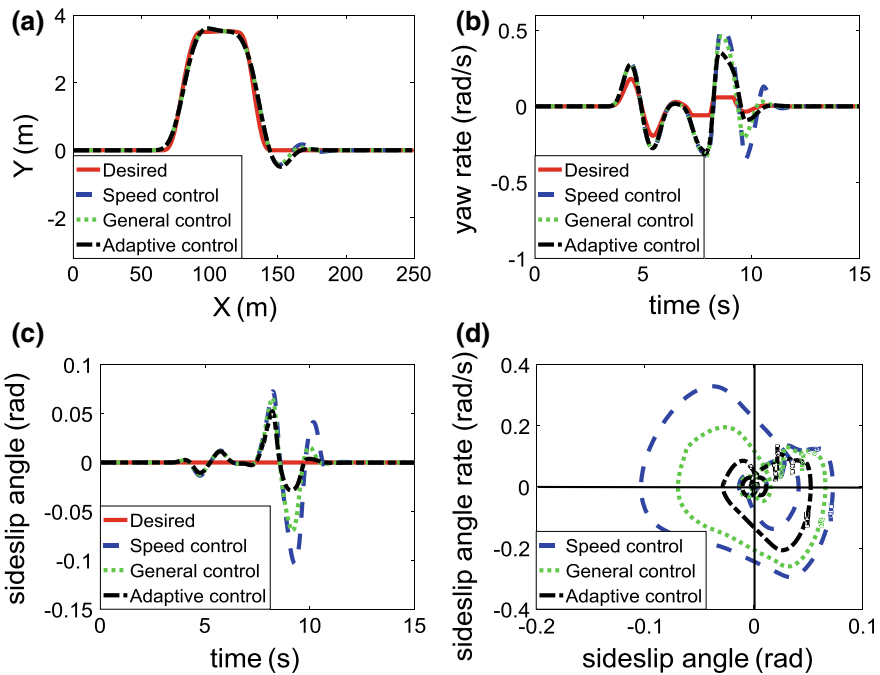 (a)
4
2
0
-2
Y (m)
Desired
Speed control
General control
Adaptive control
0 50 100 150 200 250
X (m)
(b)
0.5
0
-0.5
-1
yaw rate (rad/s)
Desired
Speed control
General control
Adaptive control
0 5 10 15
time (s)
(c)
0.1
0.05
0
-0.05
-0.1
-0.15
sideslip angle (rad)
Desired
Speed control
General control
Adaptive control
0 5 10 15
time (s)
(d)
0.4
0.2
0
-0.2
-0.4
sideslip angle rate (rad/s)
Speed control
General control
Adaptive control
-0.2 -0.1 0 0.1
sideslip angle (rad)